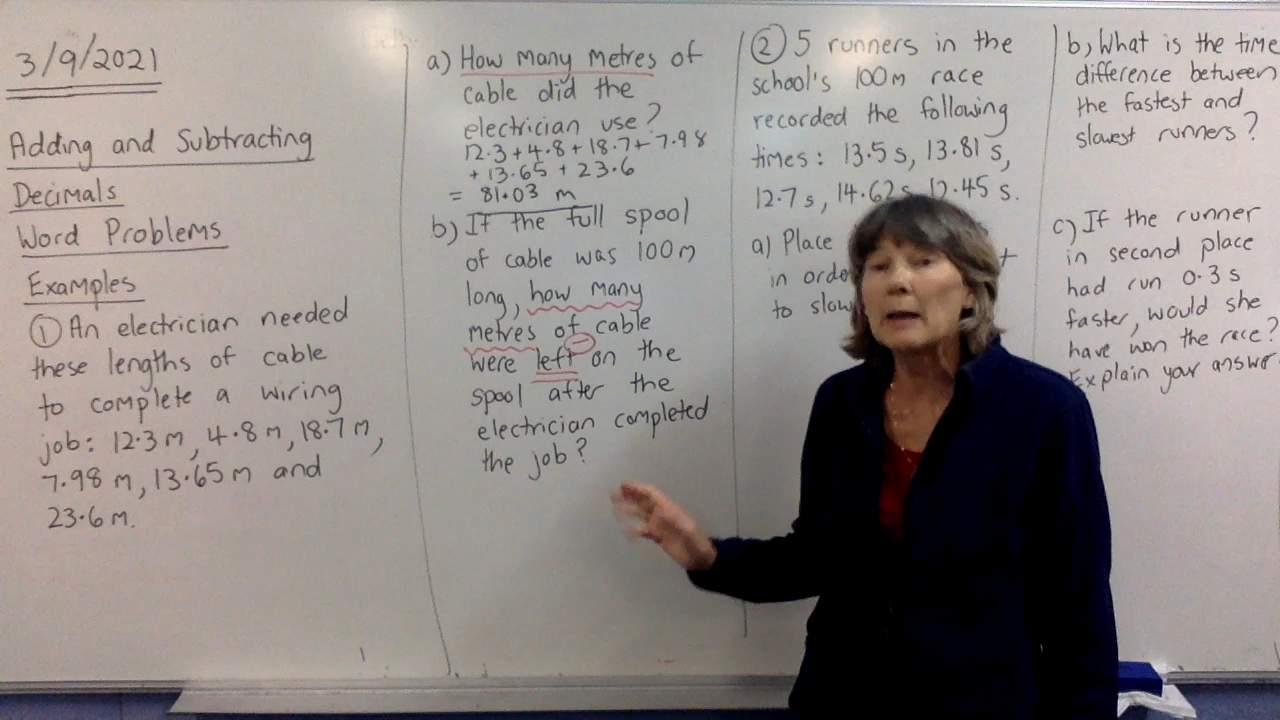 3/9/2021
Adding and Subtracting
Decimals
Word Problems
Examples
① An electrician needed
these lengths of cable
to complete a wiring
job: 12.3 m, 4.8 m, 18.7 m,
7.98 m, 13.65 m and
23.6 m.
a) How many metres of
cable did the
electrician use?
12.3 + 4.8 + 18.7 + 7.98
+ 13.65 + 23.6
= 81.03 m
b) If the full spool
of cable was 100 m
long, how many
metres of cable
were left on the
spool after the
electrician completed
the job?
② 5 runners in the
school's 100m race
recorded the following
times: 13.5 s, 13.81 s,
12.7 s, 14.62 s, 12.45 s.
a) Place
in
to
b) What is the time
difference between
the fastest and
slowest runners?
c) If the runner
in second place
had run 0.3 s
faster, would she
have won the race?
Explain your